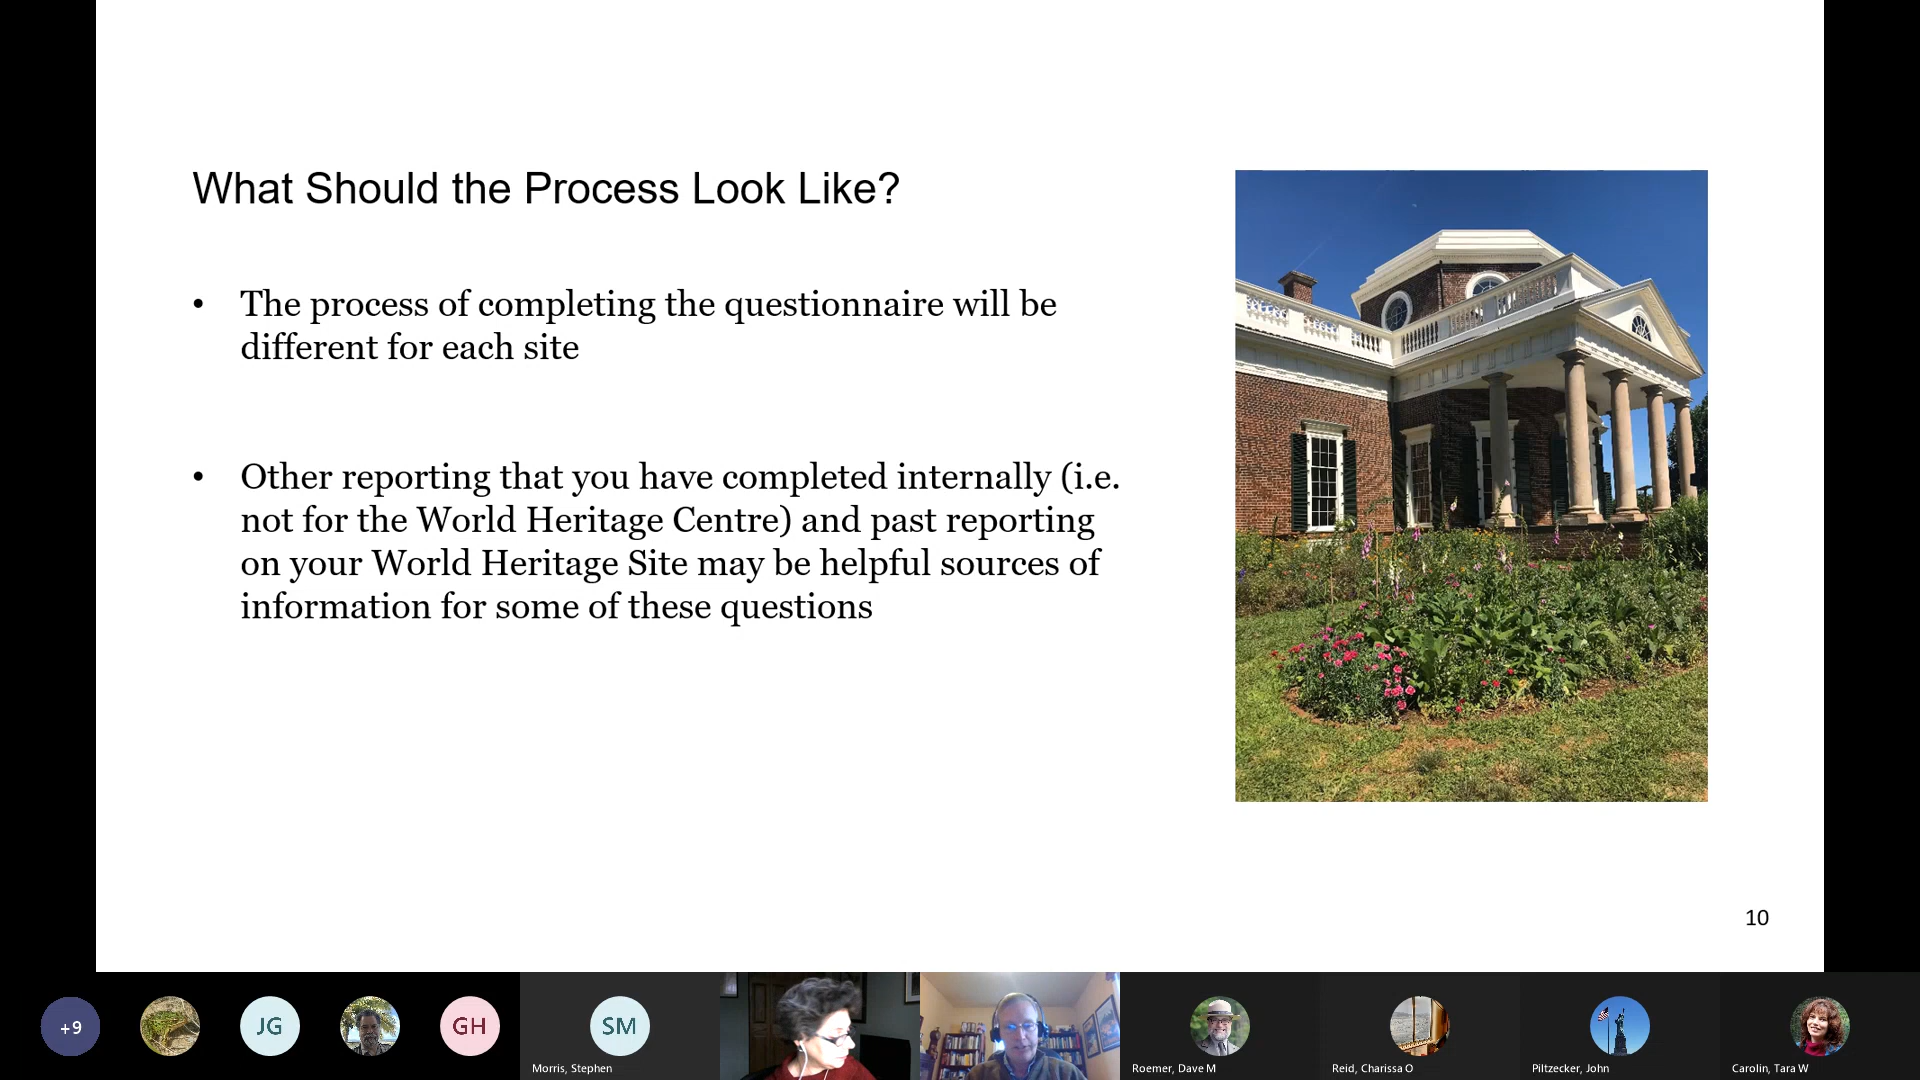 What Should the Process Look Like?
• The process of completing the questionnaire will be
different for each site
• Other reporting that you have completed internally (i.e.
not for the World Heritage Centre) and past reporting
on your World Heritage Site may be helpful sources of
information for some of these questions
10
+9
JG
GH
SM
Morris, Stephen
Roemer, Dave M
Reid, Charissa O
Piltzecker, John
Carolin, Tara W